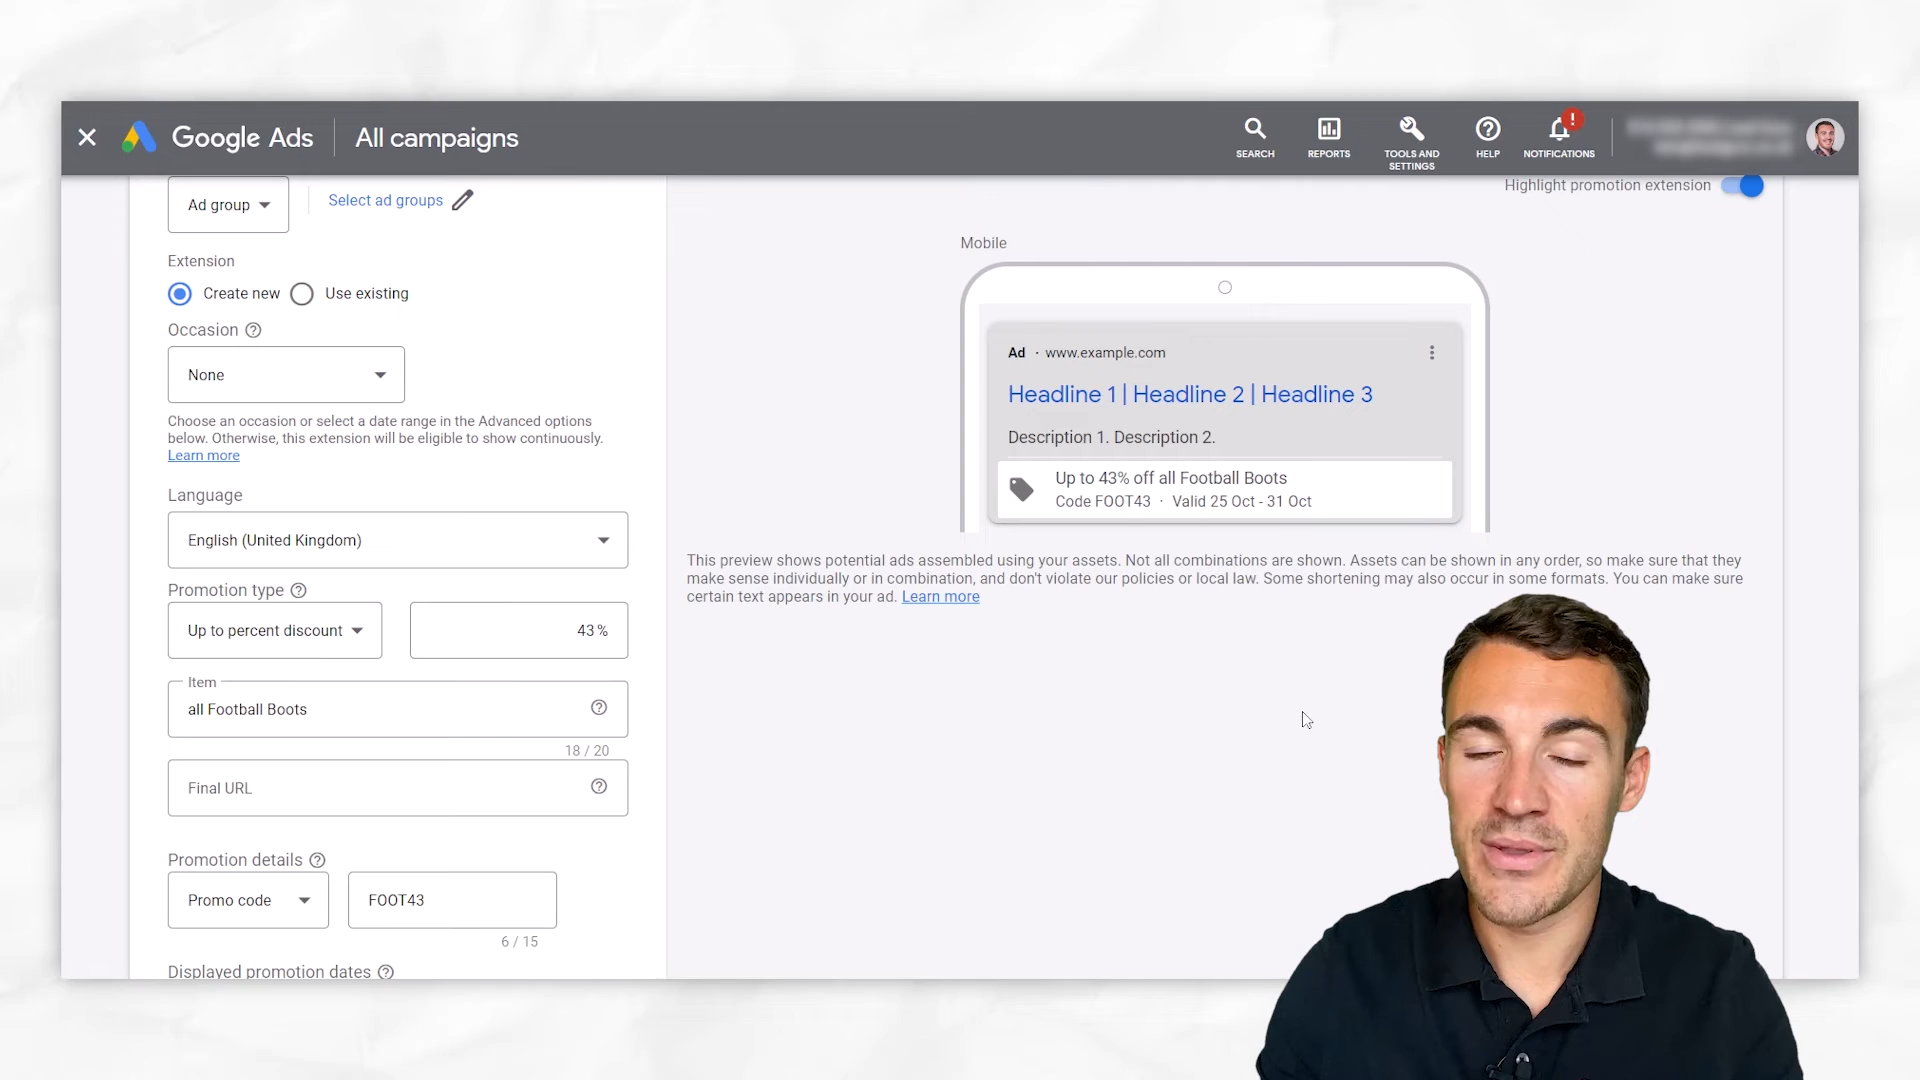 Google Ads
All campaigns
SEARCH
REPORTS
TOOLS AND
SETTINGS
HELP
!
NOTIFICATIONS
Ad group
Select ad groups
Extension
Create new
Use existing
Occasion
None
Choose an occasion or select a date range in the Advanced options
below. Otherwise, this extension will be eligible to show continuously.
Learn more
Language
English (United Kingdom)
Promotion type
Up to percent discount
43 %
Item
all Football Boots
18 / 20
Final URL
Promotion details
Promo code
FOOT43
6 / 15
Displayed promotion dates
Highlight promotion extension
Mobile
Ad · www.example.com
Headline 1 | Headline 2 | Headline 3
Description 1. Description 2.
Up to 43% off all Football Boots
Code FOOT43 · Valid 25 Oct - 31 Oct
This preview shows potential ads assembled using your assets. Not all combinations are shown. Assets can be shown in any order, so make sure that they
make sense individually or in combination, and don't violate our policies or local law. Some shortening may also occur in some formats. You can make sure
certain text appears in your ad. Learn more